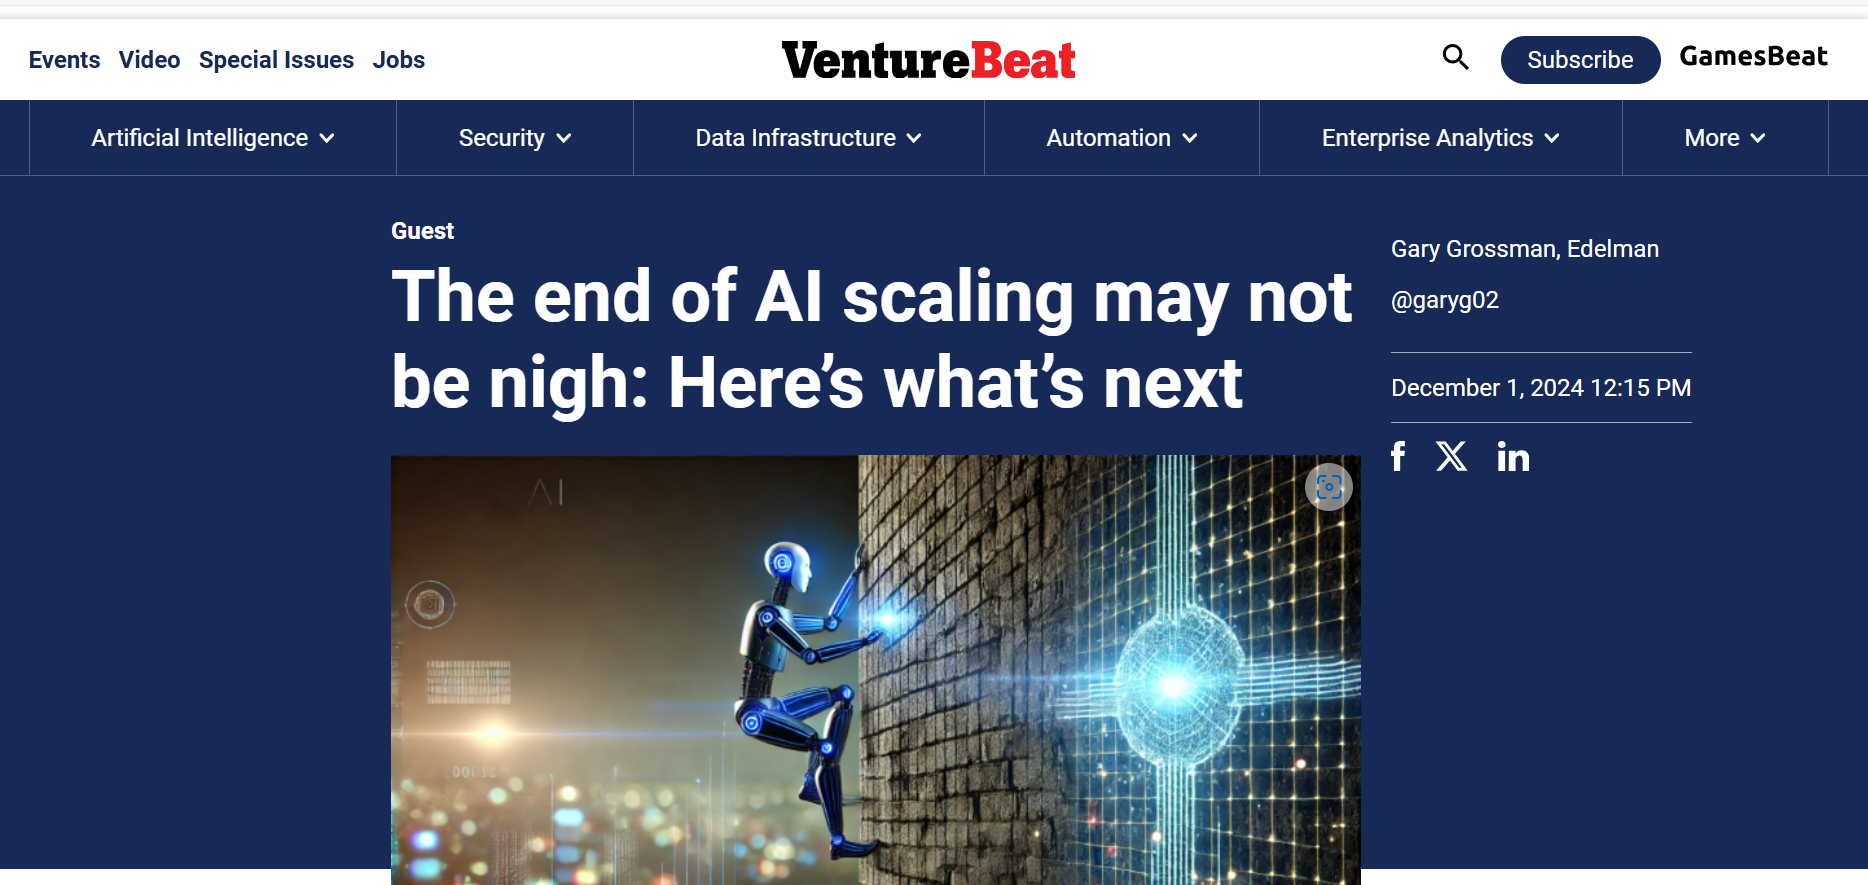 Events Video Special Issues Jobs
VentureBeat
Subscribe
GamesBeat
Artificial Intelligence
Security
Data Infrastructure
Automation
Enterprise Analytics
More
Guest
The end of AI scaling may not
be nigh: Here’s what’s next
Gary Grossman, Edelman
@garyg02
December 1, 2024 12:15 PM
AI